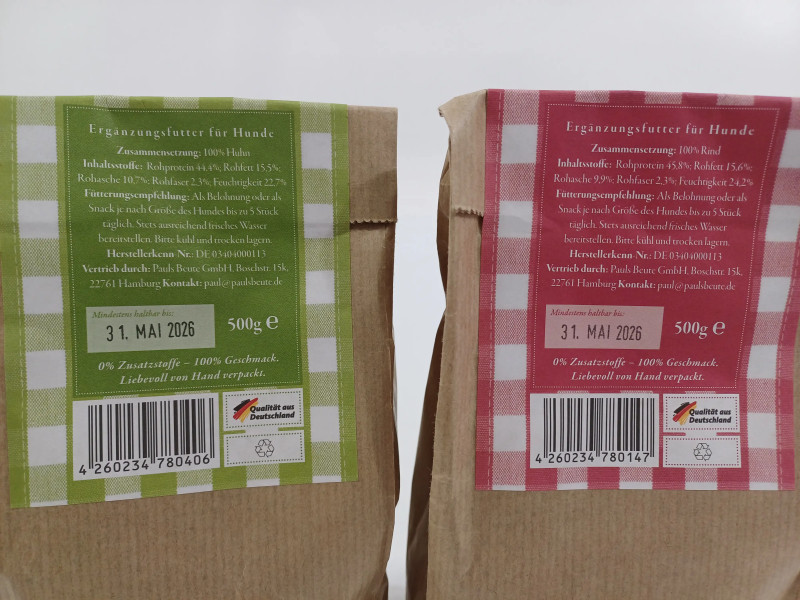 Ergänzungsfutter für Hunde
Zusammensetzung: 100% Huhn
Inhaltsstoffe: Rohprotein 44,4%; Rohfett 15,5%;
Rohasche 10,7%; Rohfaser 2,3%; Feuchtigkeit 22,7%
Fütterungsempfehlung: Als Belohnung oder als
Snack je nach Größe des Hundes bis zu 5 Stück
täglich. Stets ausreichend frisches Wasser
bereitstellen. Bitte kühl und trocken lagern.
Herstellerkenn-Nr.: DE 03404000113
Vertrieb durch: Pauls Beute GmbH, Boschstr. 15k,
22761 Hamburg Kontakt: paul@paulsbeute.de
Mindestens haltbar bis:
31. MAI 2026
500g e
0% Zusatzstoffe – 100% Geschmack.
Liebevoll von Hand verpackt.
4 260234 780406
Qualität aus
Deutschland
Ergänzungsfutter für Hunde
Zusammensetzung: 100% Rind
Inhaltsstoffe: Rohprotein 45,8%; Rohfett 15,6%;
Rohasche 9,9%; Rohfaser 2,3%; Feuchtigkeit 24,2%
Fütterungsempfehlung: Als Belohnung oder als
Snack je nach Größe des Hundes bis zu 5 Stück
täglich. Stets ausreichend frisches Wasser
bereitstellen. Bitte kühl und trocken lagern.
Herstellerkenn-Nr.: DE 03404000113
Vertrieb durch: Pauls Beute GmbH, Boschstr. 15k,
22761 Hamburg Kontakt: paul@paulsbeute.de
Mindestens haltbar bis:
31. MAI 2026
500g e
0% Zusatzstoffe – 100% Geschmack.
Liebevoll von Hand verpackt.
4 260234 780147
Qualität aus
Deutschland